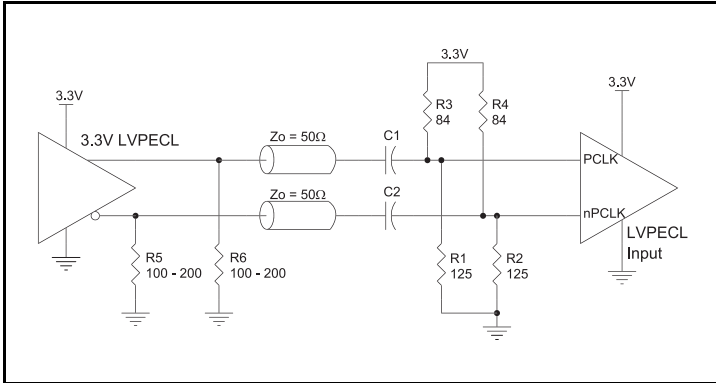 3.3V
3.3V
3.3V
R3
84
R4
84
3.3V LVPECL
Zo = 50Ω
C1
PCLK
Zo = 50Ω
C2
nPCLK
LVPECL
Input
R5
100 - 200
R6
100 - 200
R1
125
R2
125